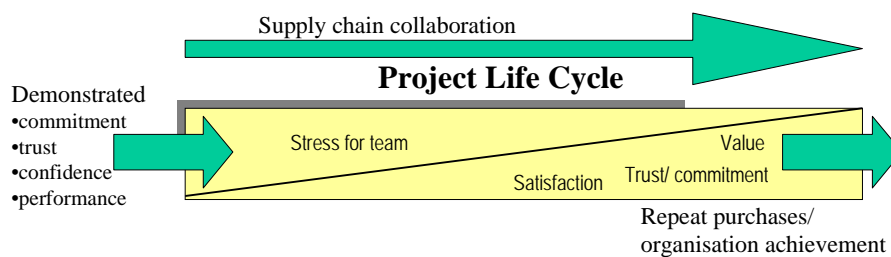 Supply chain collaboration
Project Life Cycle
Demonstrated
•commitment
•trust
•confidence
•performance
Stress for team
Value
Satisfaction
Trust/ commitment
Repeat purchases/
organisation achievement